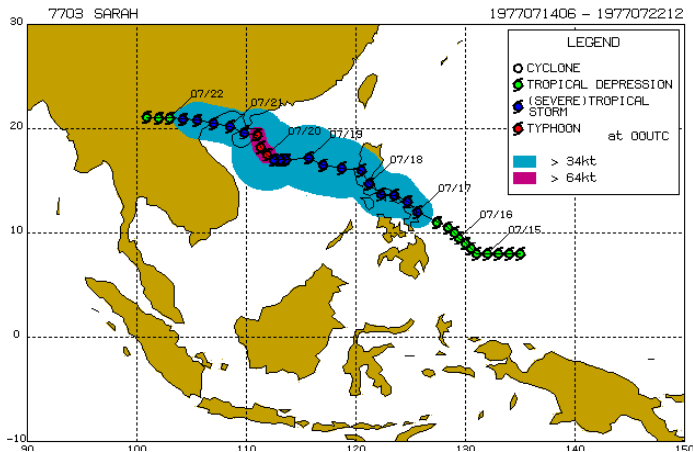 7703 SARAH 1977071406 - 1977072212
30
LEGEND
CYCLONE
TROPICAL DEPRESSION
(SEVERE)TROPICAL
STORM
TYPHOON
at 00UTC
> 34kt
> 64kt
07/22
07/21
20
07/20
07/19
07/18
07/17
07/16
07/15
10
0
-10
90 100 110 120 130 140 150